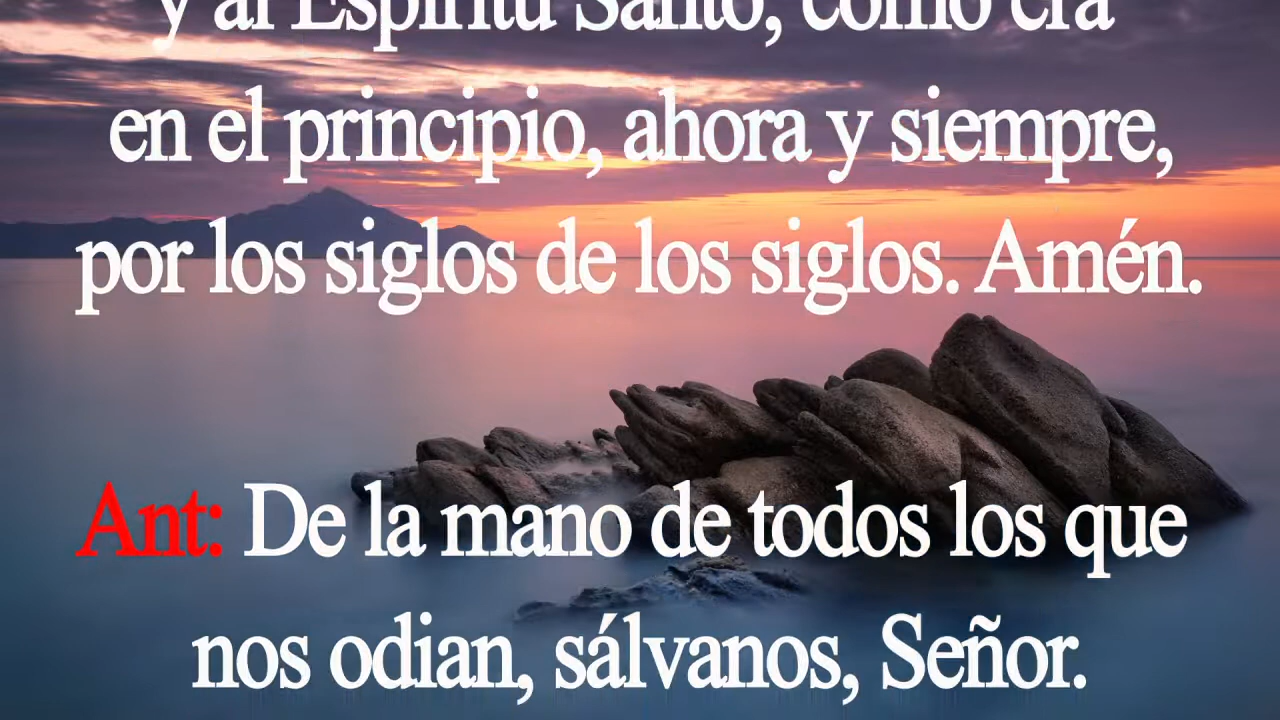 y al Espíritu Santo, como era
en el principio, ahora y siempre,
por los siglos de los siglos. Amén.
Ant: De la mano de todos los que
nos odian, sálvanos, Señor.